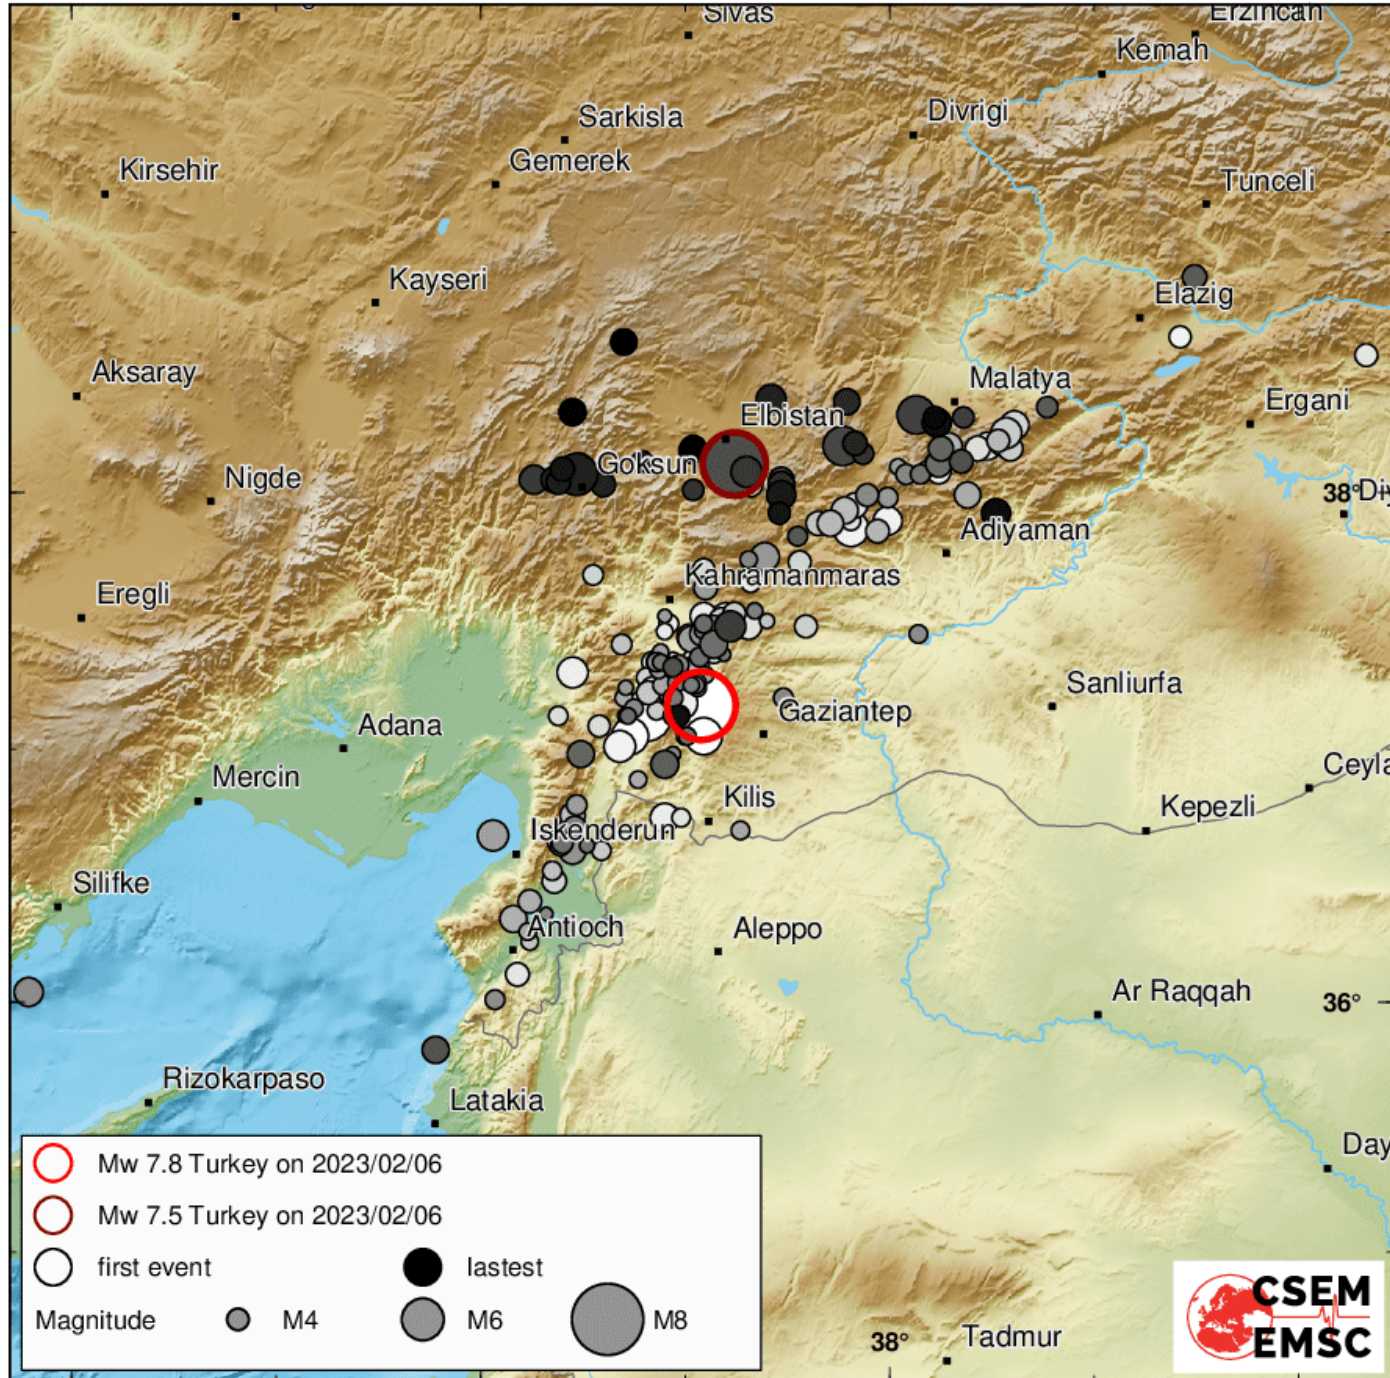 Sivas
Erzincan
Kemah
Divrigi
Sarkisla
Gemerek
Kirsehir
Tunceli
Kayseri
Elazig
Aksaray
Malatya
Ergani
Elbistan
Goksun
Nigde
38°
Adiyaman
Kahramanmaras
Eregli
Sanliurfa
Gaziantep
Adana
Mercin
Kilis
Kepezli
Iskenderun
Silifke
Antioch
Aleppo
Ar Raqqah
36°
Rizokarpaso
Latakia
Mw 7.8 Turkey on 2023/02/06
Mw 7.5 Turkey on 2023/02/06
first event
lastest
Magnitude
M4
M6
M8
38°
Tadmur
CSEM
EMSC